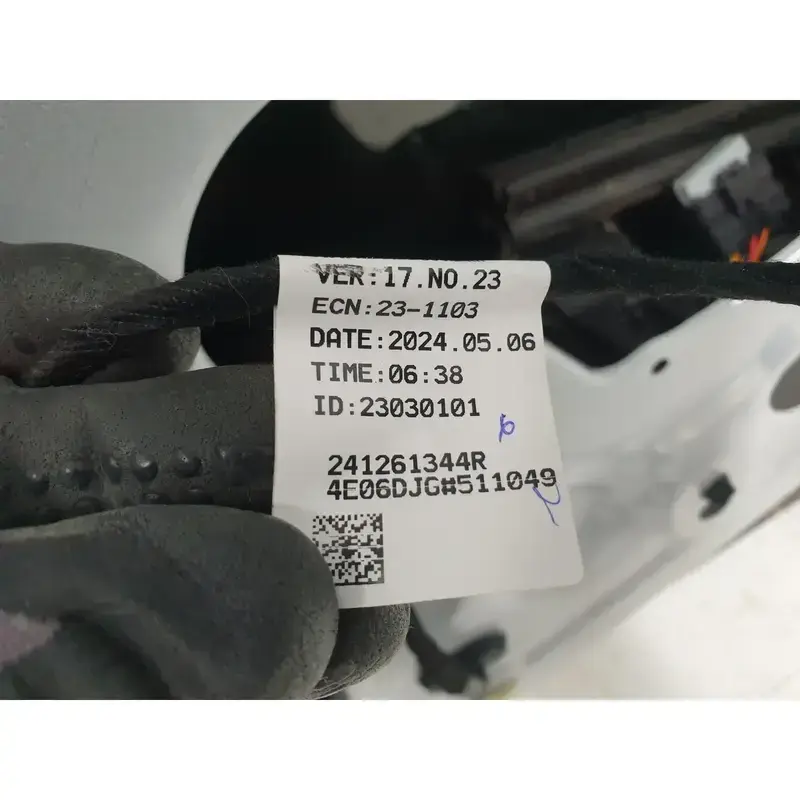 VER:17.NO.23
ECN:23-1103
DATE:2024.05.06
TIME:06:38
ID:23030101
241261344R
4E06DJG#511049